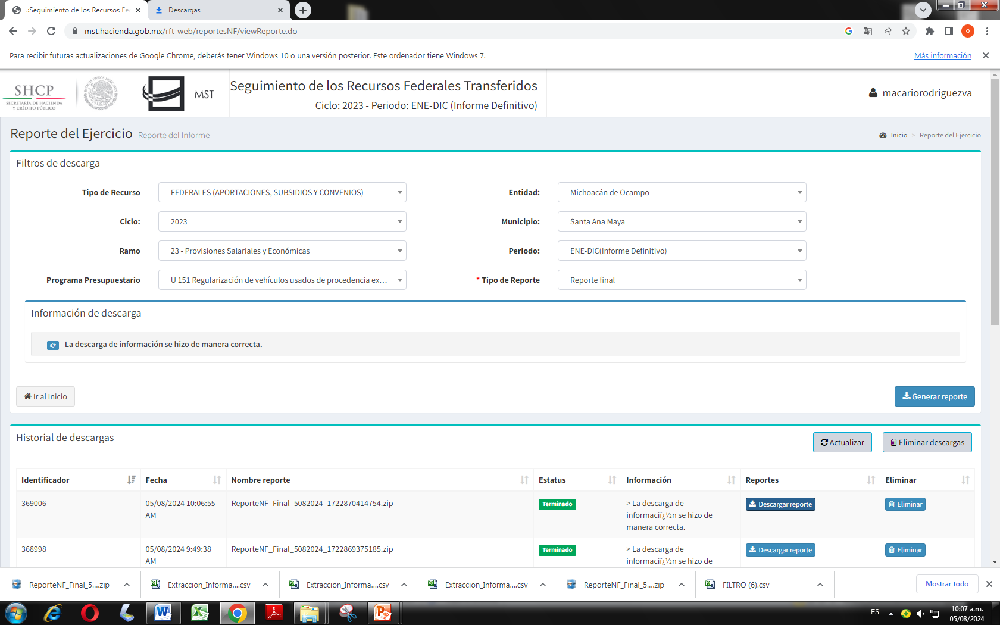 .:Seguimiento de los Recursos Fe
Descargas
mst.hacienda.gob.mx/rft-web/reportesNF/viewReporte.do
Para recibir futuras actualizaciones de Google Chrome, deberás tener Windows 10 o una versión posterior. Este ordenador tiene Windows 7.
Más información
SHCP
SECRETARÍA DE HACIENDA
Y CRÉDITO PÚBLICO
ESTADOS UNIDOS MEXICANOS
MST
Seguimiento de los Recursos Federales Transferidos
Ciclo: 2023 - Periodo: ENE-DIC (Informe Definitivo)
macariorodriguezva
Reporte del Ejercicio Reporte del Informe
Inicio > Reporte del Ejercicio
Filtros de descarga
Tipo de Recurso FEDERALES (APORTACIONES, SUBSIDIOS Y CONVENIOS) Entidad: Michoacán de Ocampo
Ciclo: 2023 Municipio: Santa Ana Maya
Ramo 23 - Provisiones Salariales y Económicas Periodo: ENE-DIC(Informe Definitivo)
Programa Presupuestario U 151 Regularización de vehículos usados de procedencia ex... * Tipo de Reporte Reporte final
Información de descarga
La descarga de información se hizo de manera correcta.
Ir al Inicio
Generar reporte
Historial de descargas
Actualizar
Eliminar descargas
Identificador Fecha Nombre reporte Estatus Información Reportes Eliminar
369006 05/08/2024 10:06:55 AM ReporteNF_Final_5082024_1722870414754.zip Terminado > La descarga de informaciï¿½n se hizo de manera correcta. Descargar reporte Eliminar
368998 05/08/2024 9:49:38 AM ReporteNF_Final_5082024_1722869375185.zip Terminado > La descarga de informaciï¿½n se hizo de Descargar reporte Eliminar
ReporteNF_Final_5....zip
Extraccion_Informa....csv
Extraccion_Informa....csv
Extraccion_Informa....csv
ReporteNF_Final_5....zip
FILTRO (6).csv
Mostrar todo
ES
10:07 a.m.
05/08/2024